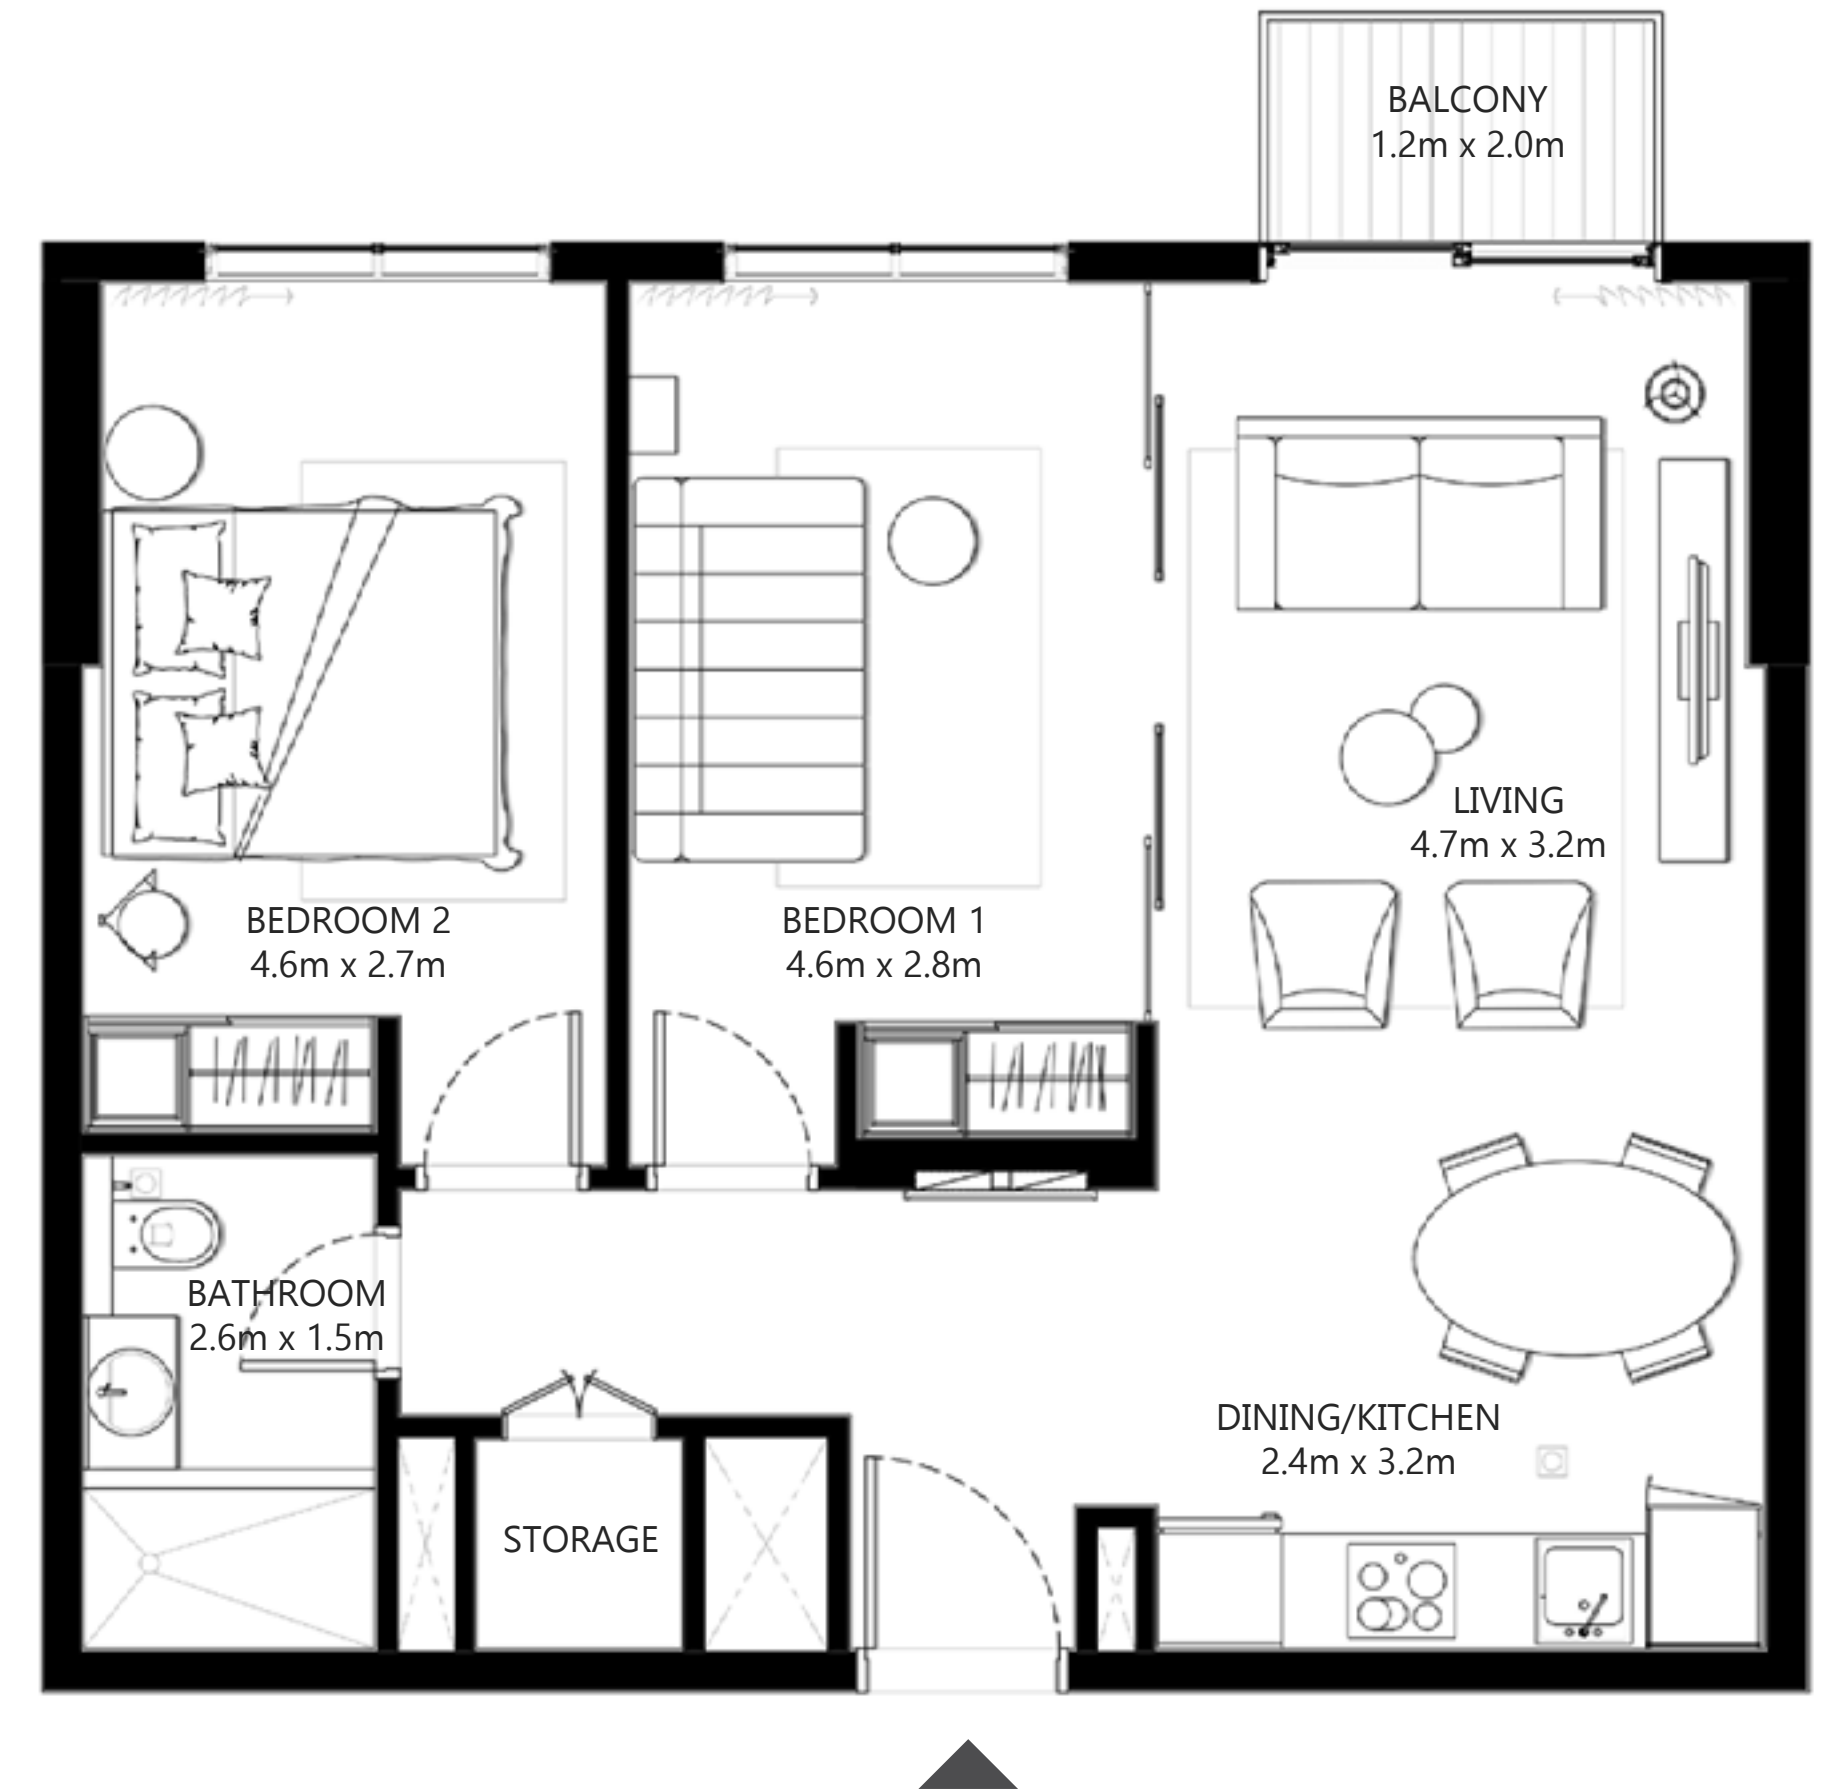 BALCONY
1.2m x 2.0m
LIVING
4.7m x 3.2m
BEDROOM 2
4.6m x 2.7m
BEDROOM 1
4.6m x 2.8m
BATHROOM
2.6m x 1.5m
DINING/KITCHEN
2.4m x 3.2m
STORAGE